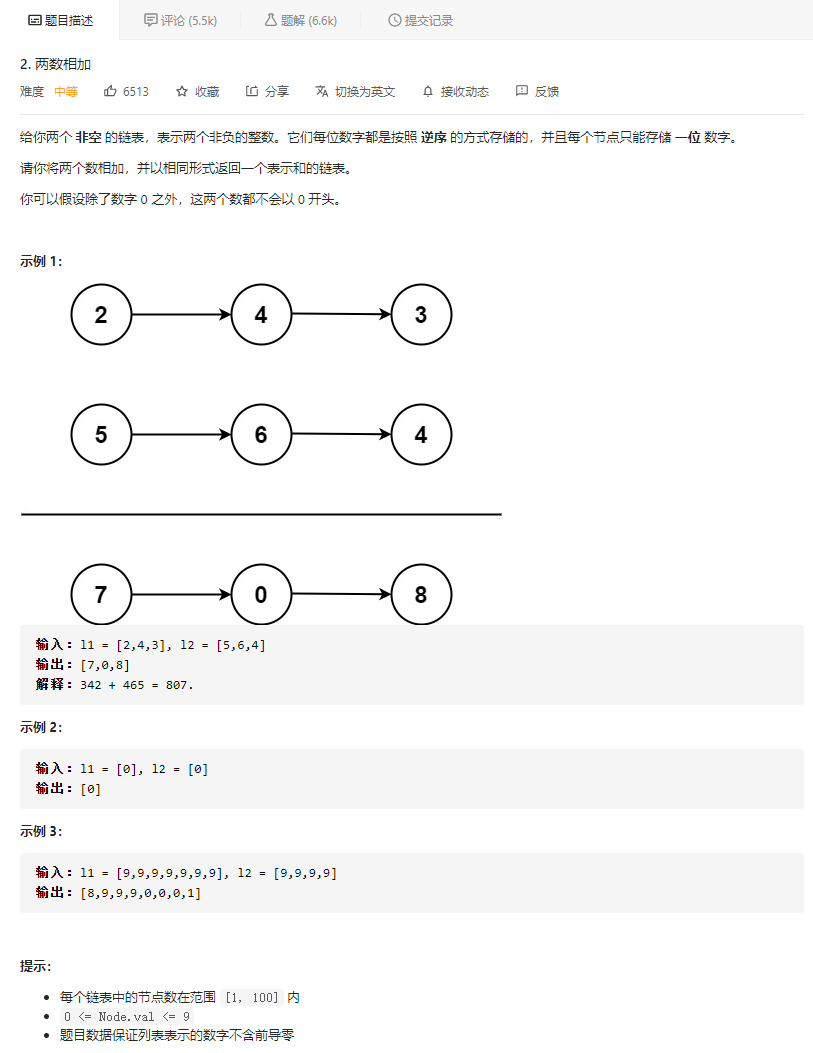 题目描述 评论 (5.5k) 题解 (6.6k) 提交记录
2. 两数相加
难度 中等 6513 收藏 分享 切换为英文 接收动态 反馈
给你两个 非空 的链表，表示两个非负的整数。它们每位数字都是按照 逆序 的方式存储的，并且每个节点只能存储 一位 数字。
请你将两个数相加，并以相同形式返回一个表示和的链表。
你可以假设除了数字 0 之外，这两个数都不会以 0 开头。
示例 1：
2 4 3
5 6 4
7 0 8
输入：l1 = [2,4,3], l2 = [5,6,4]
输出：[7,0,8]
解释：342 + 465 = 807.
示例 2：
输入：l1 = [0], l2 = [0]
输出：[0]
示例 3：
输入：l1 = [9,9,9,9,9,9,9], l2 = [9,9,9,9]
输出：[8,9,9,9,0,0,0,1]
提示：
每个链表中的节点数在范围 [1, 100] 内
0 <= Node.val <= 9
题目数据保证列表表示的数字不含前导零